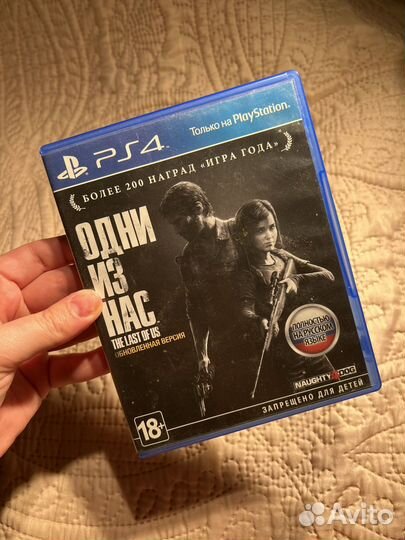 Только на PlayStation®
PS4
БОЛЕЕ 200 НАГРАД «ИГРА ГОДА»
ОДНИ
ИЗ
НАС
THE LAST OF US
ОБНОВЛЕННАЯ ВЕРСИЯ
ПОЛНОСТЬЮ
НА РУССКОМ
ЯЗЫКЕ
NAUGHTY DOG
18+
ЗАПРЕЩЕНО ДЛЯ ДЕТЕЙ
Avito